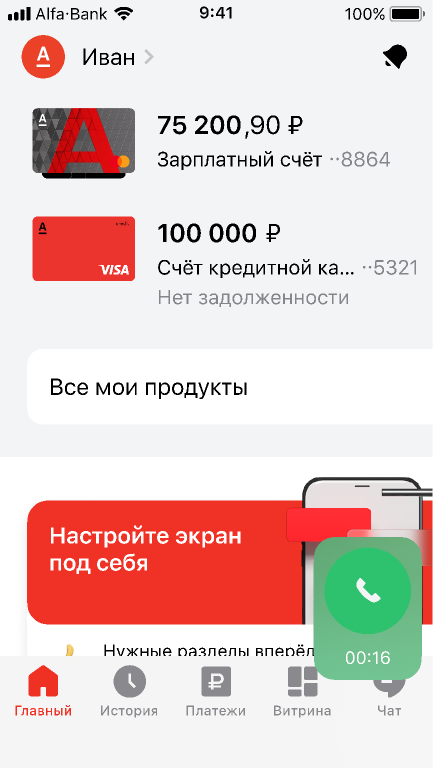 Alfa-Bank 9:41 100%
Иван
75 200,90 ₽
Зарплатный счёт ··8864
VISA
100 000 ₽
Счёт кредитной ка... ··5321
Нет задолженности
Все мои продукты
Настройте экран
под себя
Нужные разделы вперёд
00:16
Главный История Платежи Витрина Чат